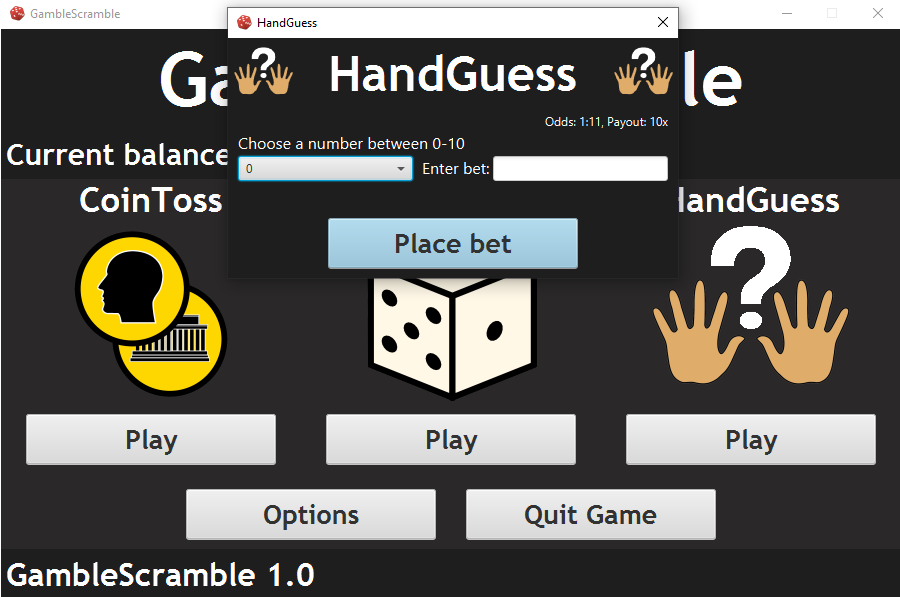 GambleScramble
HandGuess
HandGuess
Odds: 1:11, Payout: 10x
Choose a number between 0-10
0
Enter bet:
Place bet
Current balance
CoinToss
HandGuess
Play
Play
Play
Options
Quit Game
GambleScramble 1.0